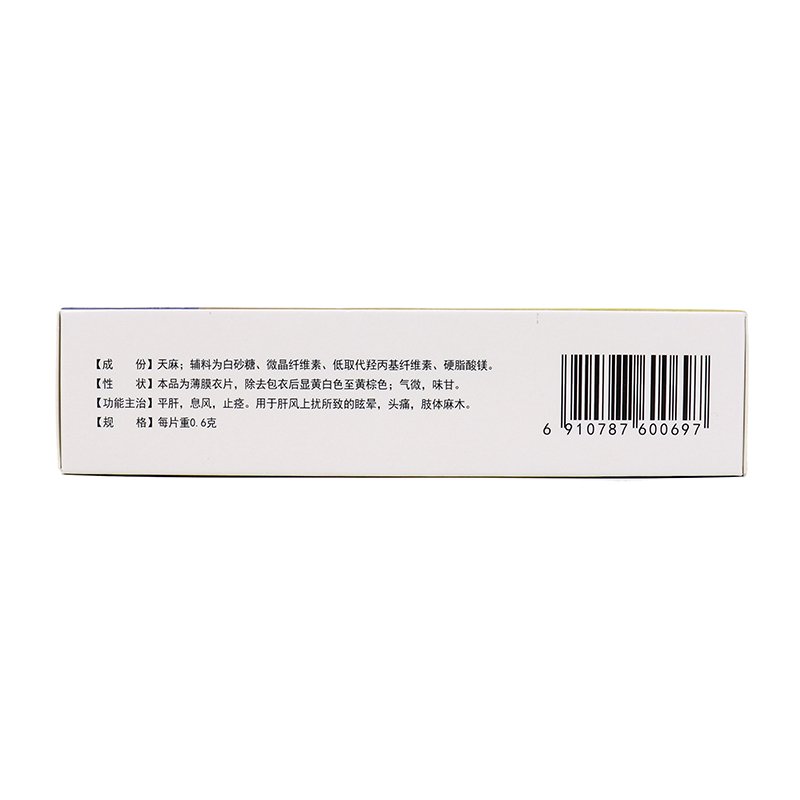 【成　　份】天麻；辅料为白砂糖、微晶纤维素、低取代羟丙基纤维素、硬脂酸镁。
【性　　状】本品为薄膜衣片，除去包衣后显黄白色至黄棕色；气微，味甘。
【功能主治】平肝，息风，止痉。用于肝风上扰所致的眩晕，头痛，肢体麻木。
【规　　格】每片重0.6克
6 910787 600697